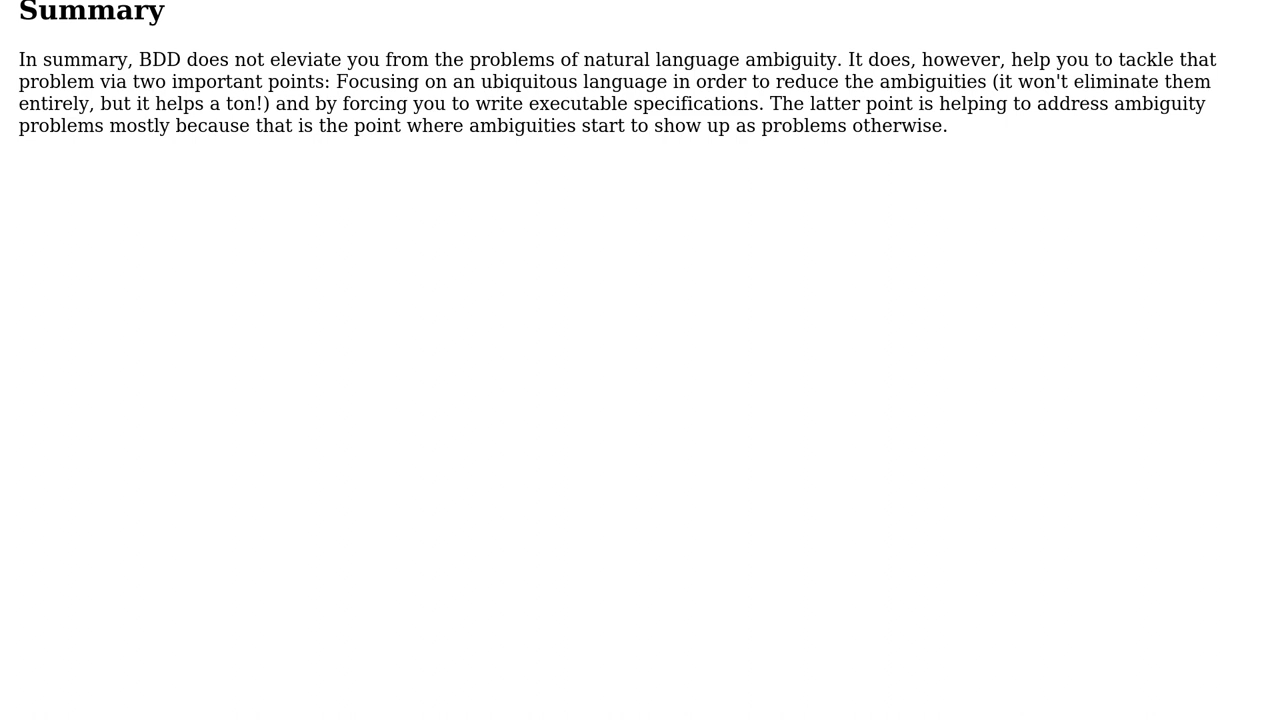 Summary
In summary, BDD does not eleviate you from the problems of natural language ambiguity. It does, however, help you to tackle that
problem via two important points: Focusing on an ubiquitous language in order to reduce the ambiguities (it won't eliminate them
entirely, but it helps a ton!) and by forcing you to write executable specifications. The latter point is helping to address ambiguity
problems mostly because that is the point where ambiguities start to show up as problems otherwise.